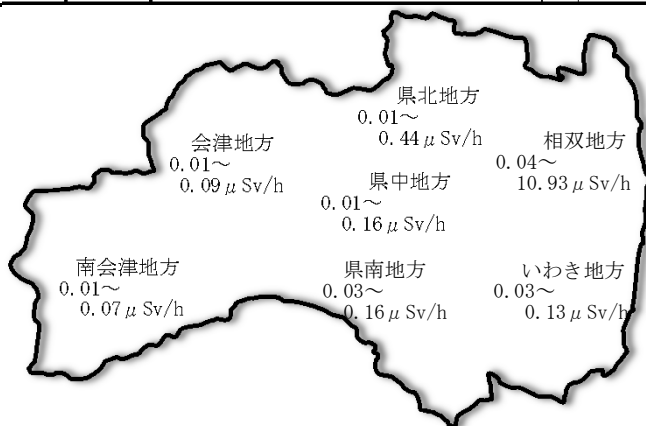 県北地方
0.01～
0.44μSv/h
会津地方
0.01～
0.09μSv/h
相双地方
0.04～
10.93μSv/h
県中地方
0.01～
0.16μSv/h
南会津地方
0.01～
0.07μSv/h
県南地方
0.03～
0.16μSv/h
いわき地方
0.03～
0.13μSv/h